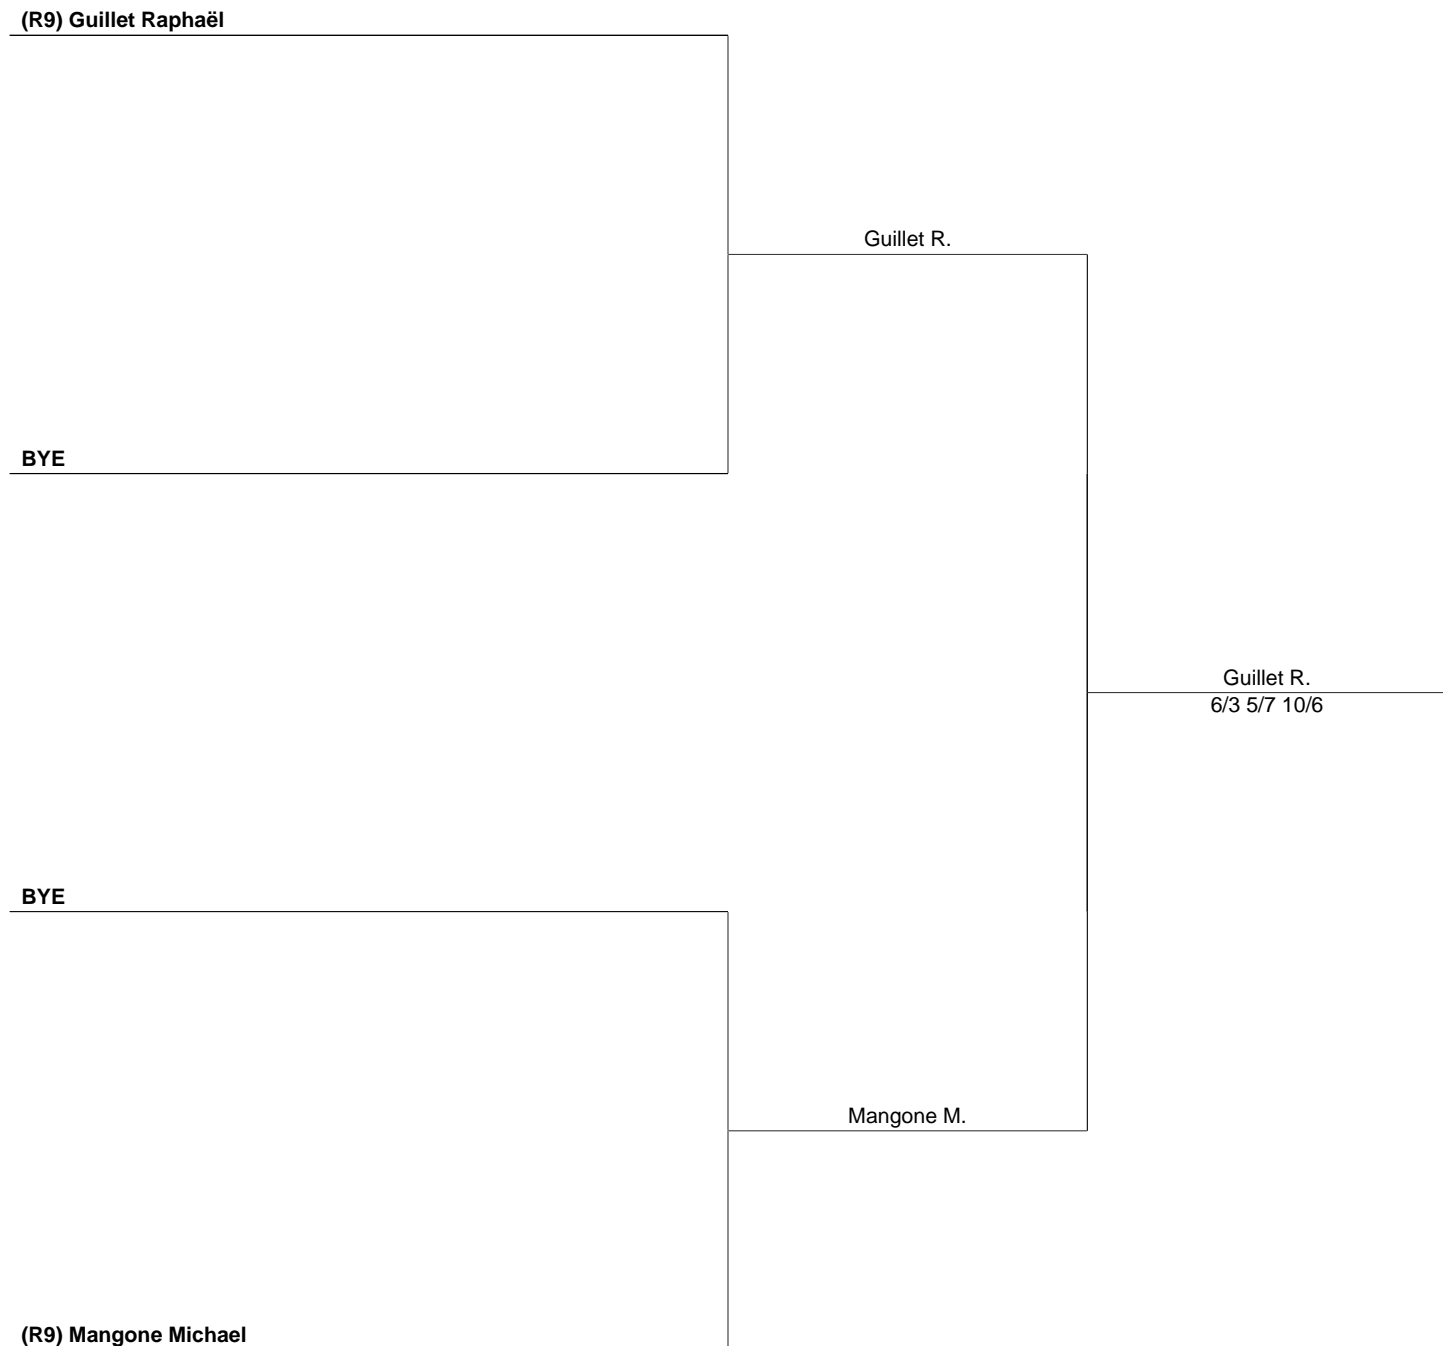 (R9) Guillet Raphaël
Guillet R.
BYE
Guillet R.
6/3 5/7 10/6
BYE
Mangone M.
(R9) Mangone Michael